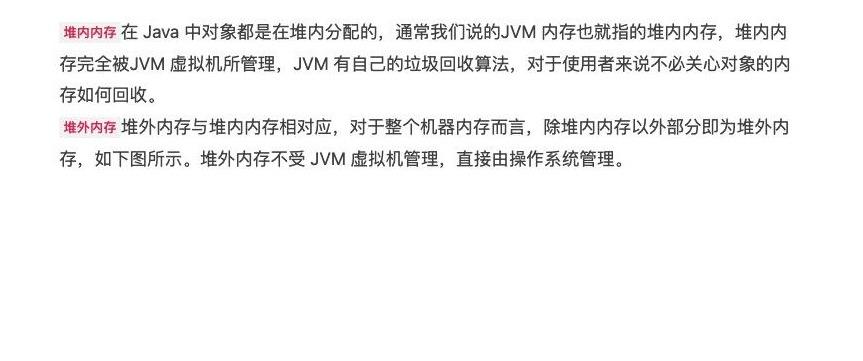 堆内内存 在 Java 中对象都是在堆内分配的，通常我们说的JVM 内存也就指的堆内内存，堆内内
存完全被JVM 虚拟机所管理，JVM 有自己的垃圾回收算法，对于使用者来说不必关心对象的内
存如何回收。
堆外内存 堆外内存与堆内内存相对应，对于整个机器内存而言，除堆内内存以外部分即为堆外内
存，如下图所示。堆外内存不受 JVM 虚拟机管理，直接由操作系统管理。